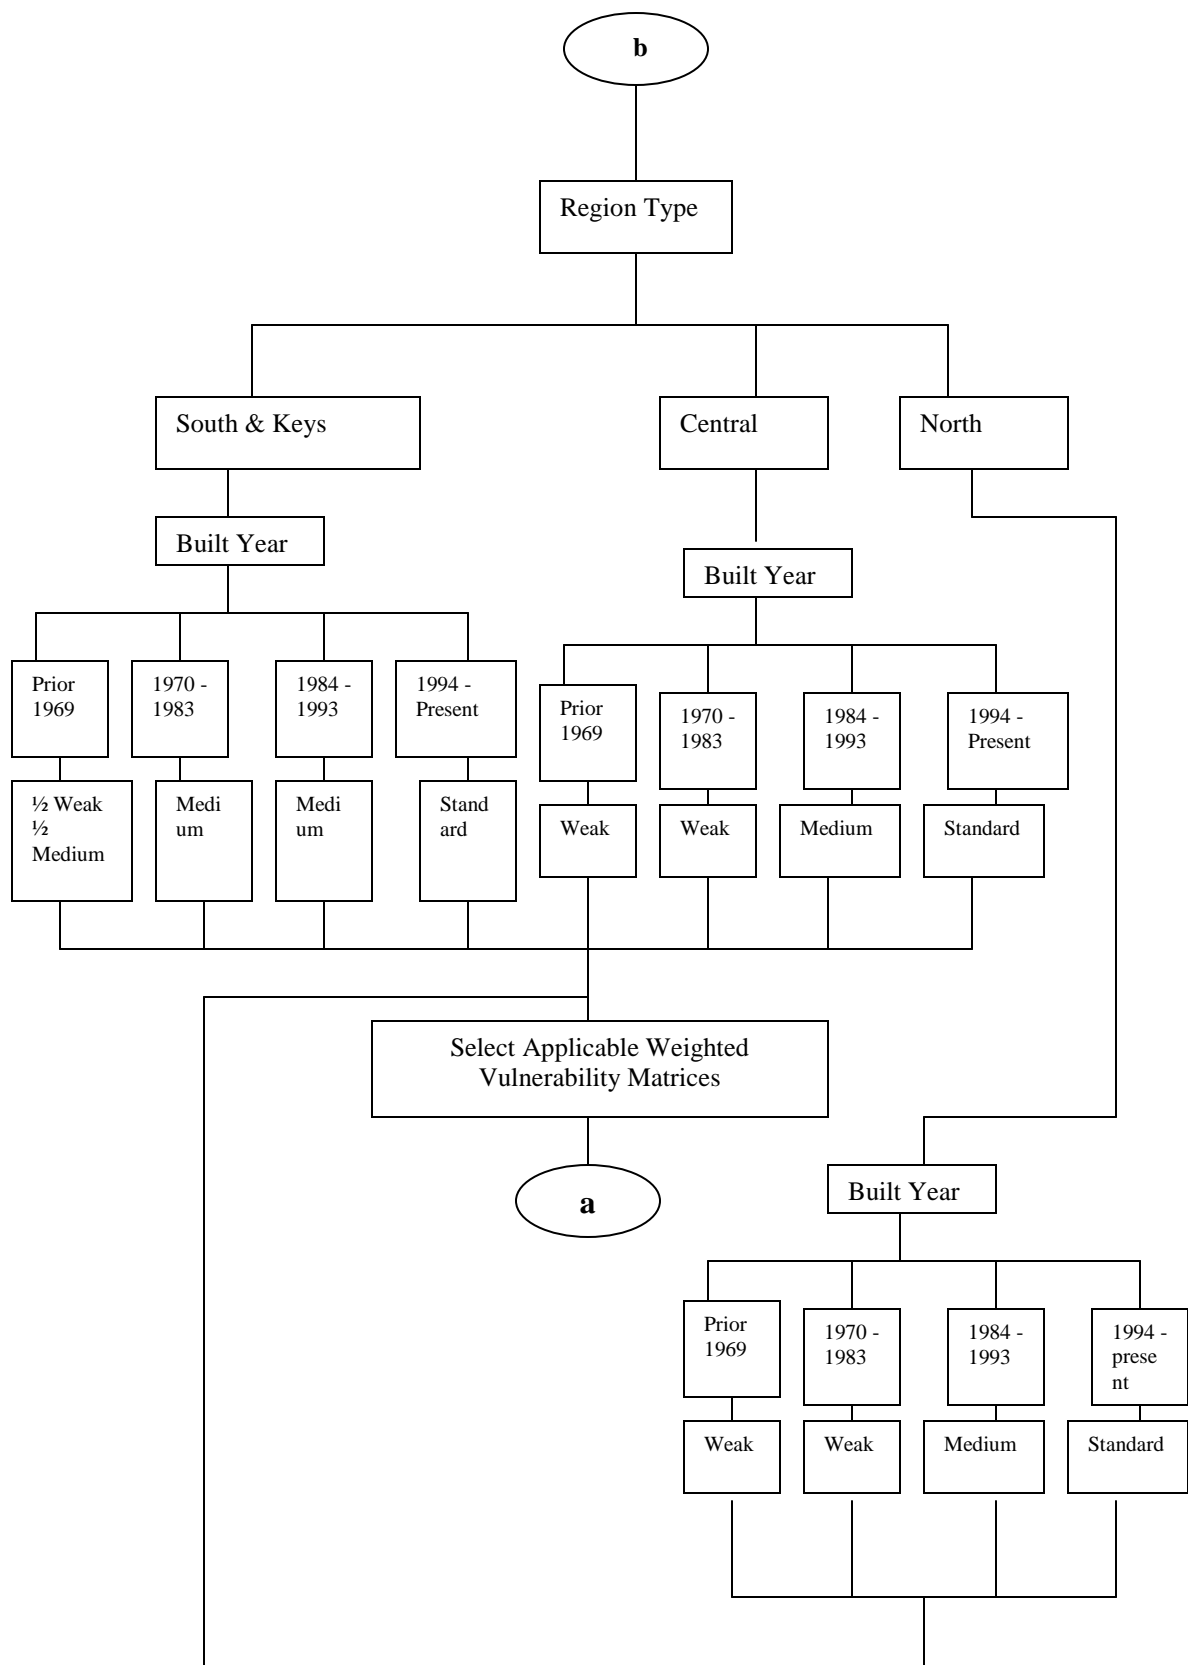 b
Region Type
South & Keys
Central
North
Built Year
Built Year
Prior
1969
1970 -
1983
1984 -
1993
1994 -
Present
Prior
1969
1970 -
1983
1984 -
1993
1994 -
Present
½ Weak
½
Medium
Medi
um
Medi
um
Stand
ard
Weak
Weak
Medium
Standard
Select Applicable Weighted
Vulnerability Matrices
a
Built Year
Prior
1969
1970 -
1983
1984 -
1993
1994 -
prese
nt
Weak
Weak
Medium
Standard